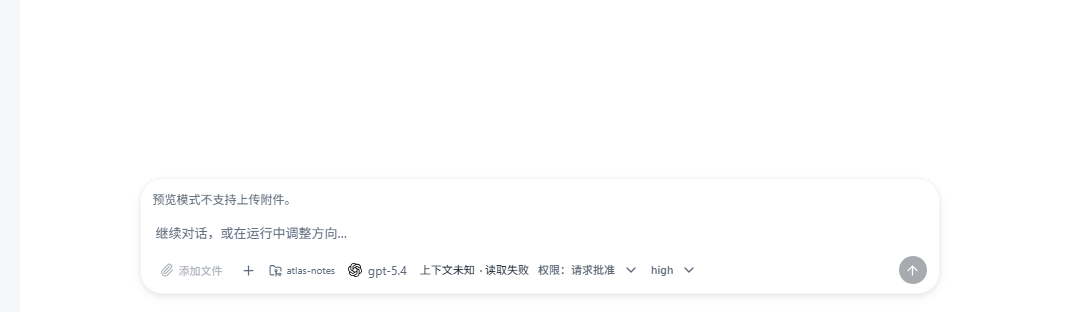 预览模式不支持上传附件。
继续对话，或在运行中调整方向...
添加文件 atlas-notes gpt-5.4 上下文未知 · 读取失败 权限：请求批准 high